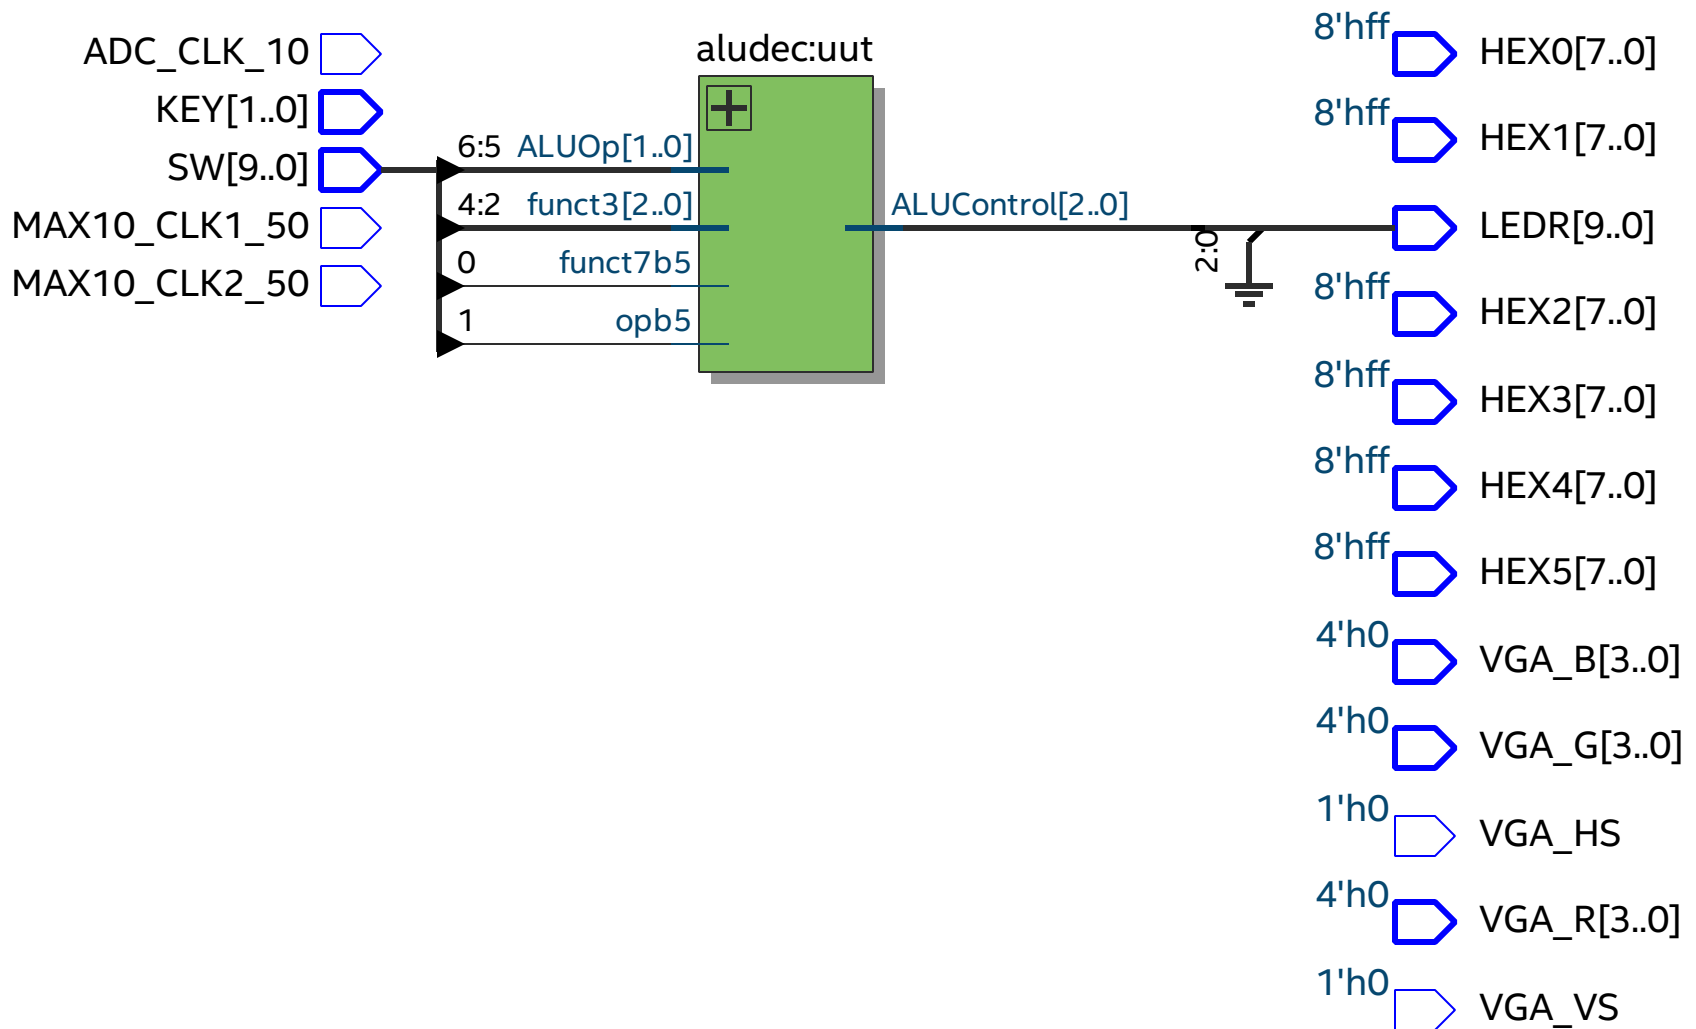 ADC_CLK_10
KEY[1..0]
SW[9..0]
MAX10_CLK1_50
MAX10_CLK2_50
aludec:uut
6:5 ALUOp[1..0]
4:2 funct3[2..0]
0 funct7b5
1 opb5
ALUControl[2..0]
2:0
8'hff HEX0[7..0]
8'hff HEX1[7..0]
LEDR[9..0]
8'hff HEX2[7..0]
8'hff HEX3[7..0]
8'hff HEX4[7..0]
8'hff HEX5[7..0]
4'h0 VGA_B[3..0]
4'h0 VGA_G[3..0]
1'h0 VGA_HS
4'h0 VGA_R[3..0]
1'h0 VGA_VS